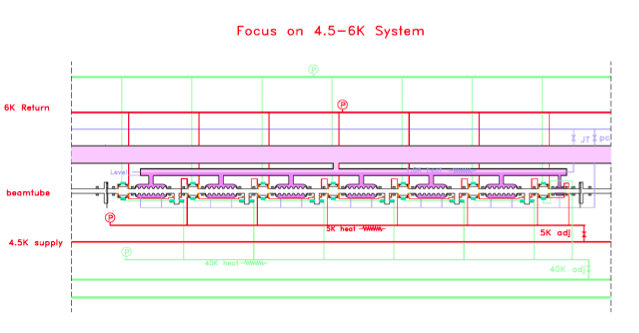 Focus on 4.5-6K System
P
6K Return
P
JT
Level
beamtube
P
5K heat
5K adj
4.5K supply
P
40K heat
40K adj